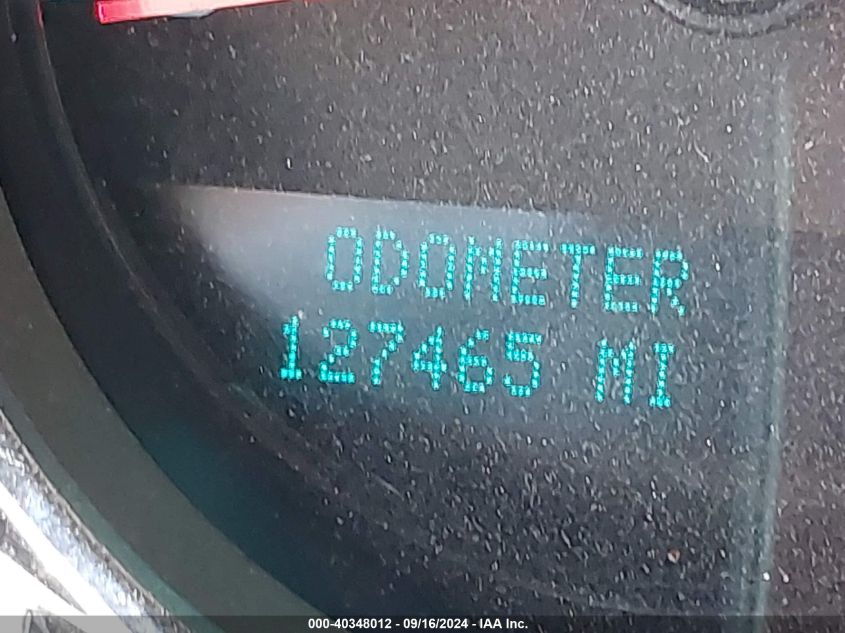 ODOMETER
127465 MI
000-40348012 - 09/16/2024 - IAA Inc.